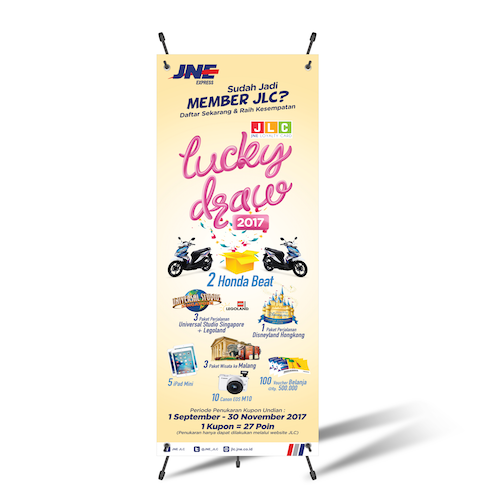 JNE
EXPRESS
Sudah Jadi
MEMBER JLC?
Daftar Sekarang & Raih Kesempatan
JLC
JNE LOYALTY CARD
lucky
draw
2017
2 Honda Beat
UNIVERSAL STUDIOS
LEGOLAND
3 Paket Perjalanan
Universal Studio Singapore
+ Legoland
1 Paket Perjalanan
Disneyland Hongkong
3 Paket Wisata ke Malang
5 iPad Mini
10 Canon EOS M10
100 Voucher Belanja
@Rp. 500.000
Periode Penukaran Kupon Undian :
1 September - 30 November 2017
1 Kupon = 27 Poin
(Penukaran hanya dapat dilakukan melalui website JLC)
JNE JLC
@JNE_JLC
jlc.jne.co.id